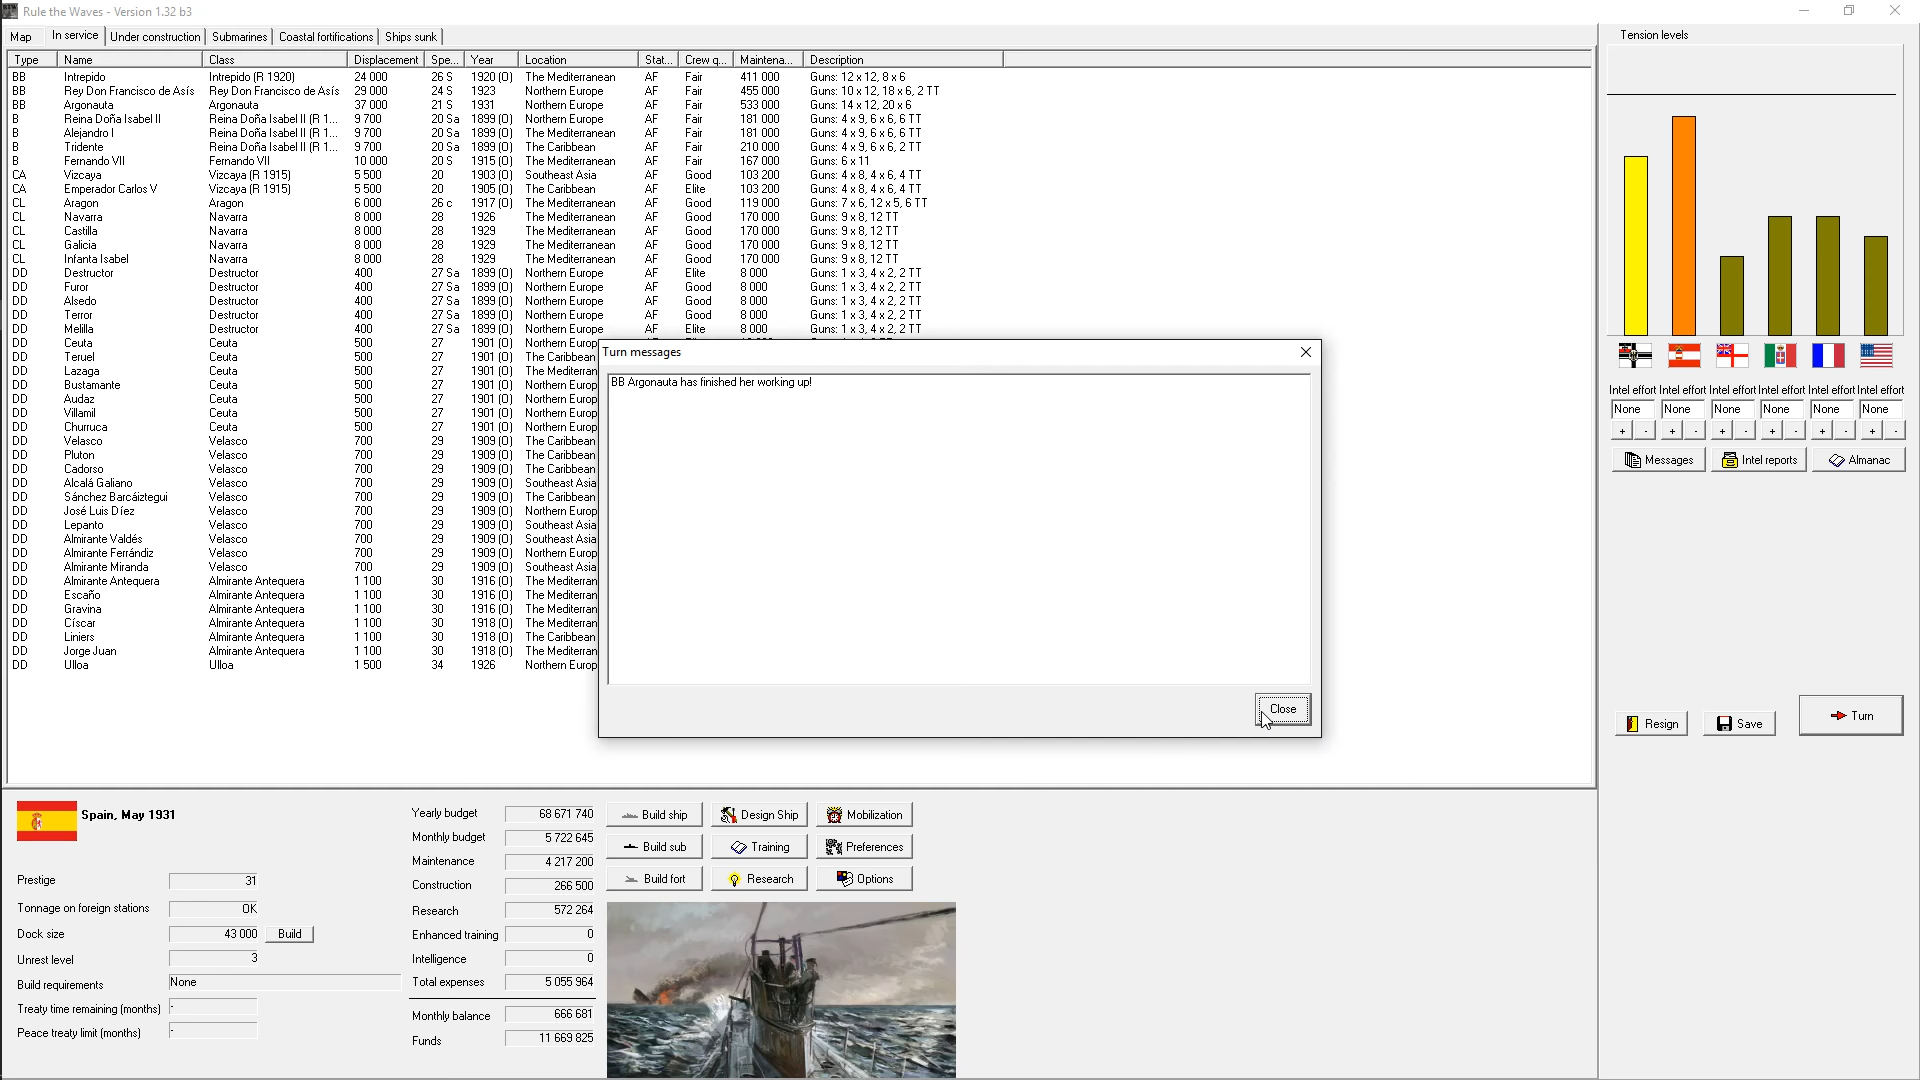 Rule the Waves - Version 1.32 b3
Map In service Under construction Submarines Coastal fortifications Ships sunk
Type Name Class Displacement Spe... Year Location Stat... Crew q... Maintena... Description
BB Intrepido Intrepido (R 1920) 24 000 26 S 1920 (O) The Mediterranean AF Fair 411 000 Guns: 12 x 12, 8 x 6
BB Rey Don Francisco de Asís Rey Don Francisco de Asís 29 000 24 S 1923 Northern Europe AF Fair 455 000 Guns: 10 x 12, 18 x 6, 2 TT
BB Argonauta Argonauta 37 000 21 S 1931 Northern Europe AF Fair 533 000 Guns: 14 x 12, 20 x 6
B Reina Doña Isabel II Reina Doña Isabel II (R 1... 9 700 20 Sa 1899 (O) Northern Europe AF Fair 181 000 Guns: 4 x 9, 6 x 6, 6 TT
B Alejandro I Reina Doña Isabel II (R 1... 9 700 20 Sa 1899 (O) The Mediterranean AF Fair 181 000 Guns: 4 x 9, 6 x 6, 6 TT
B Tridente Reina Doña Isabel II (R 1... 9 700 20 Sa 1899 (O) The Caribbean AF Fair 210 000 Guns: 4 x 9, 6 x 6, 2 TT
B Fernando VII Fernando VII 10 000 20 S 1915 (O) The Mediterranean AF Fair 167 000 Guns: 6 x 11
CA Vizcaya Vizcaya (R 1915) 5 500 20 1903 (O) Southeast Asia AF Good 103 200 Guns: 4 x 8, 4 x 6, 4 TT
CA Emperador Carlos V Vizcaya (R 1915) 5 500 20 1905 (O) The Caribbean AF Elite 103 200 Guns: 4 x 8, 4 x 6, 4 TT
CL Aragon Aragon 6 000 26 c 1917 (O) The Mediterranean AF Good 119 000 Guns: 7 x 6, 12 x 5, 6 TT
CL Navarra Navarra 8 000 28 1926 The Mediterranean AF Good 170 000 Guns: 9 x 8, 12 TT
CL Castilla Navarra 8 000 28 1929 The Mediterranean AF Good 170 000 Guns: 9 x 8, 12 TT
CL Galicia Navarra 8 000 28 1929 The Mediterranean AF Good 170 000 Guns: 9 x 8, 12 TT
CL Infanta Isabel Navarra 8 000 28 1929 The Mediterranean AF Good 170 000 Guns: 9 x 8, 12 TT
DD Destructor Destructor 400 27 Sa 1899 (O) Northern Europe AF Elite 8 000 Guns: 1 x 3, 4 x 2, 2 TT
DD Furor Destructor 400 27 Sa 1899 (O) Northern Europe AF Good 8 000 Guns: 1 x 3, 4 x 2, 2 TT
DD Alsedo Destructor 400 27 Sa 1899 (O) Northern Europe AF Good 8 000 Guns: 1 x 3, 4 x 2, 2 TT
DD Terror Destructor 400 27 Sa 1899 (O) Northern Europe AF Good 8 000 Guns: 1 x 3, 4 x 2, 2 TT
DD Melilla Destructor 400 27 Sa 1899 (O) Northern Europe AF Elite 8 000 Guns: 1 x 3, 4 x 2, 2 TT
DD Ceuta Ceuta 500 27 1901 (O) Northern Europ
DD Teruel Ceuta 500 27 1901 (O) The Caribbean
DD Lazaga Ceuta 500 27 1901 (O) Northern Europ
DD Bustamante Ceuta 500 27 1901 (O) Northern Europ
DD Audaz Ceuta 500 27 1901 (O) Northern Europ
DD Villamil Ceuta 500 27 1901 (O) Northern Europ
DD Churruca Ceuta 500 27 1901 (O) Northern Europ
DD Velasco Velasco 700 29 1909 (O) The Caribbean
DD Pluton Velasco 700 29 1909 (O) The Caribbean
DD Cadorso Velasco 700 29 1909 (O) The Caribbean
DD Alcalá Galiano Velasco 700 29 1909 (O) Southeast Asia
DD Sánchez Barcáiztegui Velasco 700 29 1909 (O) The Caribbean
DD José Luis Díez Velasco 700 29 1909 (O) Northern Europ
DD Lepanto Velasco 700 29 1909 (O) Southeast Asia
DD Almirante Valdés Velasco 700 29 1909 (O) Southeast Asia
DD Almirante Ferrándiz Velasco 700 29 1909 (O) Northern Europ
DD Almirante Miranda Velasco 700 29 1909 (O) Southeast Asia
DD Almirante Antequera Almirante Antequera 1 100 30 1916 (O) The Mediterran
DD Escaño Almirante Antequera 1 100 30 1916 (O) The Mediterran
DD Gravina Almirante Antequera 1 100 30 1916 (O) The Mediterran
DD Císcar Almirante Antequera 1 100 30 1918 (O) The Mediterran
DD Liniers Almirante Antequera 1 100 30 1918 (O) The Caribbean
DD Jorge Juan Almirante Antequera 1 100 30 1918 (O) The Mediterran
DD Ulloa Ulloa 1 500 34 1926 Northern Europ
Turn messages
BB Argonauta has finished her working up!
Close
Tension levels
Intel effort Intel effort Intel effort Intel effort Intel effort Intel effort
None None None None None None
+ - + - + - + - + - + -
Messages Intel reports Almanac
Resign Save Turn
Spain, May 1931
Prestige 31
Tonnage on foreign stations OK
Dock size 43 000 Build
Unrest level 3
Build requirements None
Treaty time remaining (months) -
Peace treaty limit (months) -
Yearly budget 68 671 740
Monthly budget 5 722 645
Maintenance 4 217 200
Construction 266 500
Research 572 264
Enhanced training 0
Intelligence 0
Total expenses 5 055 964
Monthly balance 666 681
Funds 11 669 825
Build ship Design Ship Mobilization
Build sub Training Preferences
Build fort Research Options